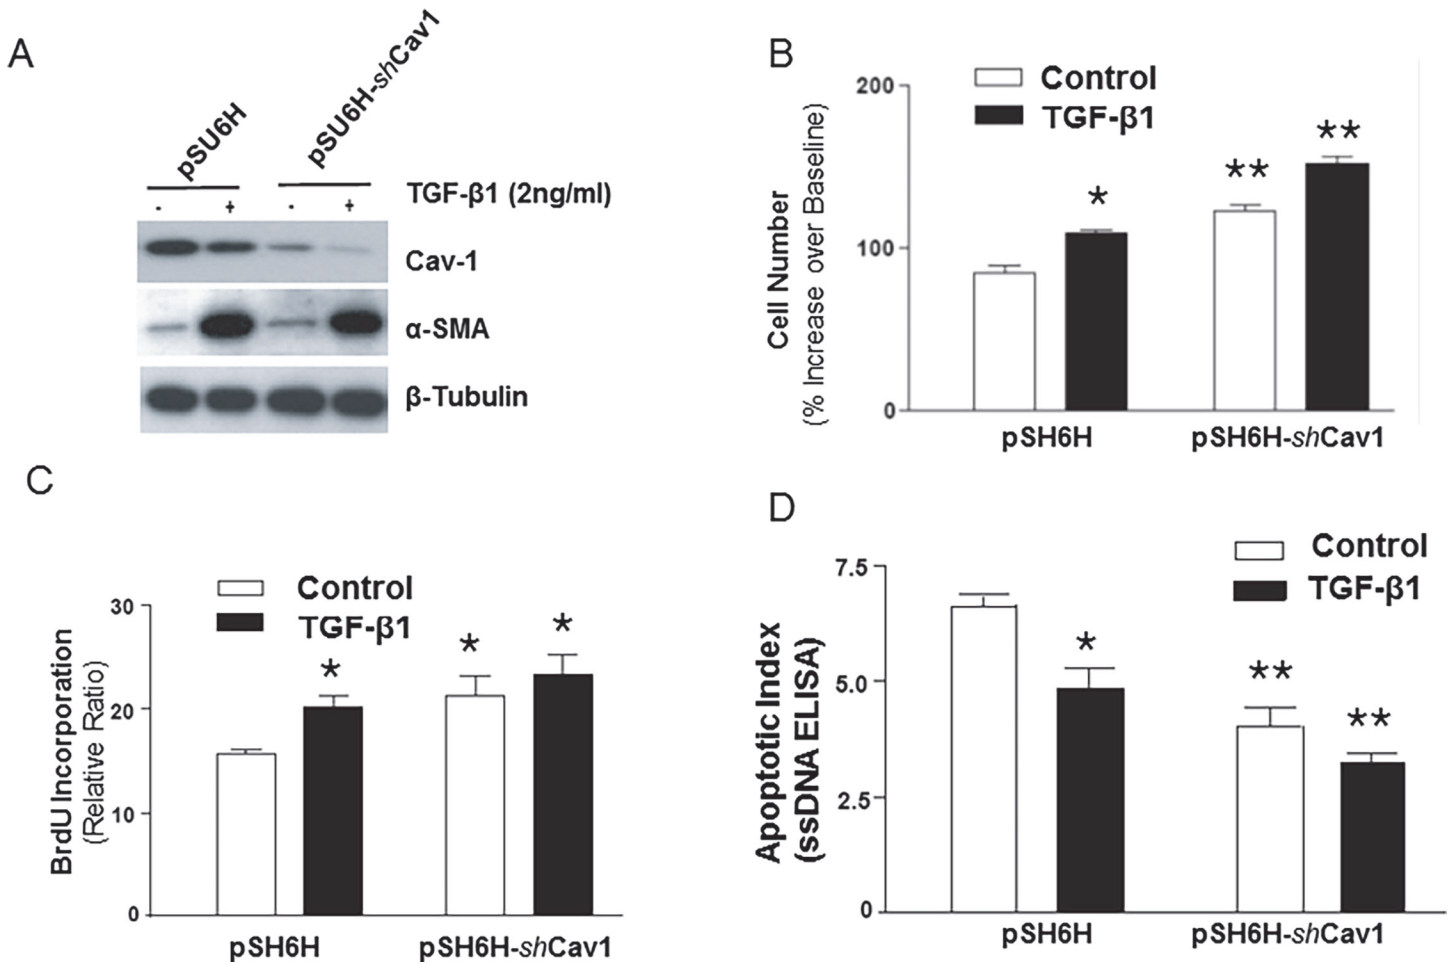 A
pSU6H
pSU6H-shCav1
TGF-β1 (2ng/ml)
- + - +
Cav-1
α-SMA
β-Tubulin
B
Control
TGF-β1
**
**
*
200
100
0
Cell Number
(% Increase over Baseline)
pSH6H
pSH6H-shCav1
C
Control
TGF-β1
*
*
*
30
20
10
0
BrdU Incorporation
(Relative Ratio)
pSH6H
pSH6H-shCav1
D
Control
TGF-β1
*
**
**
7.5
5.0
2.5
0
Apoptotic Index
(ssDNA ELISA)
pSH6H
pSH6H-shCav1